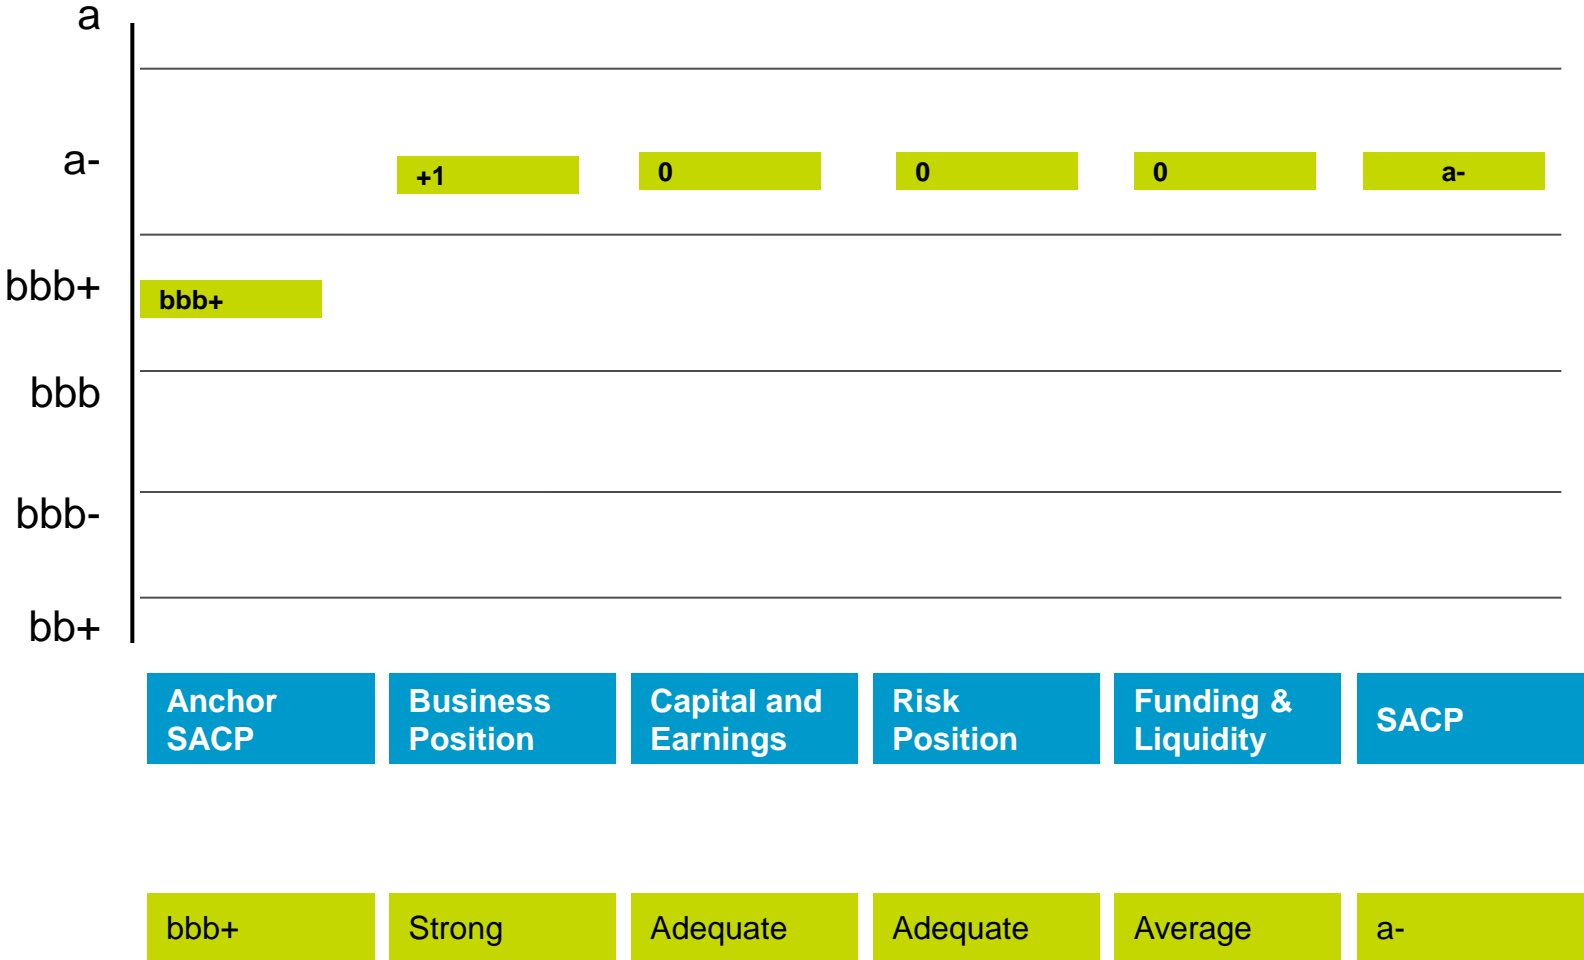 a
a-
+1
0
0
0
a-
bbb+
bbb+
bbb
bbb-
bb+
Anchor
SACP
Business
Position
Capital and
Earnings
Risk
Position
Funding &
Liquidity
SACP
bbb+
Strong
Adequate
Adequate
Average
a-